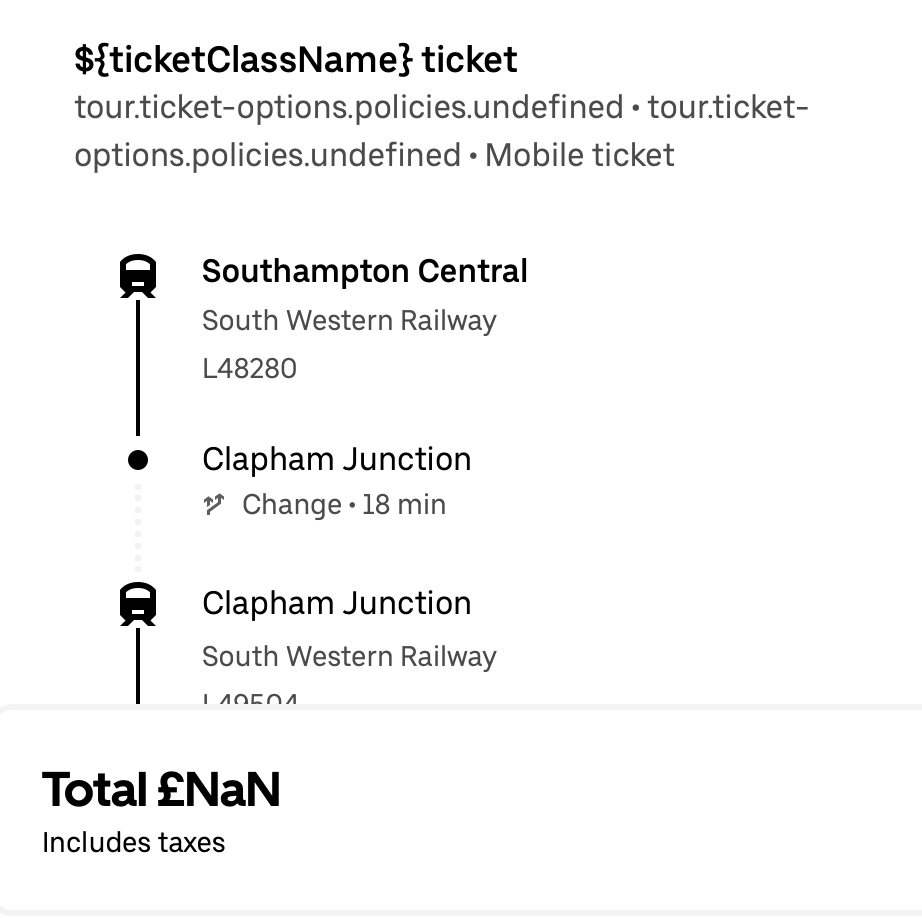 ${ticketClassName} ticket
tour.ticket-options.policies.undefined • tour.ticket-
options.policies.undefined • Mobile ticket
Southampton Central
South Western Railway
L48280
Clapham Junction
Change • 18 min
Clapham Junction
South Western Railway
L49504
Total £NaN
Includes taxes